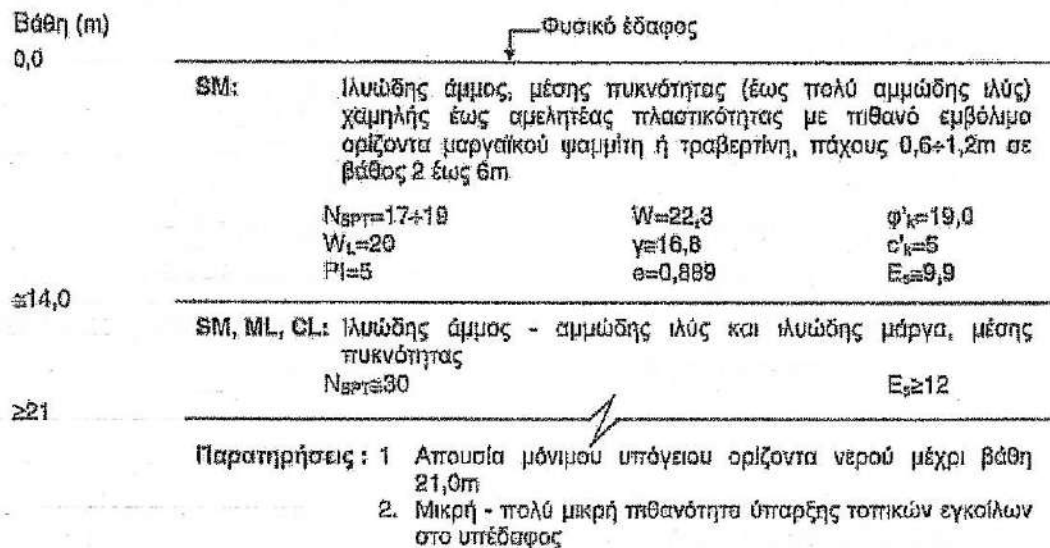 Βάθη (m)
Φυσικό έδαφος
0,0
SM: Ιλυώδης άμμος, μέσης πυκνότητας (έως πολύ αμμώδης ιλύς)
χαμηλής έως αμελητέας πλαστικότητας με πιθανό εμβόλιμο
ορίζοντα μαργαϊκού ψαμμίτη ή τραβερτίνη, πάχους 0,6÷1,2m σε
βάθος 2 έως 6m
NSPT=17÷19 W=22,3 φ'k=19,0
WL=20 γ≅16,8 c'k=5
PI=5 e=0,889 Es=9,9
≅14,0
SM, ML, CL: Ιλυώδης άμμος - αμμώδης ιλύς και ιλυώδης μάργα, μέσης
πυκνότητας
NSPT≅30 Es≥12
≥21
Παρατηρήσεις : 1 Απουσία μόνιμου υπόγειου ορίζοντα νερού μέχρι βάθη
21,0m
2. Μικρή - πολύ μικρή πιθανότητα ύπαρξης τοπικών εγκοίλων
στο υπέδαφος